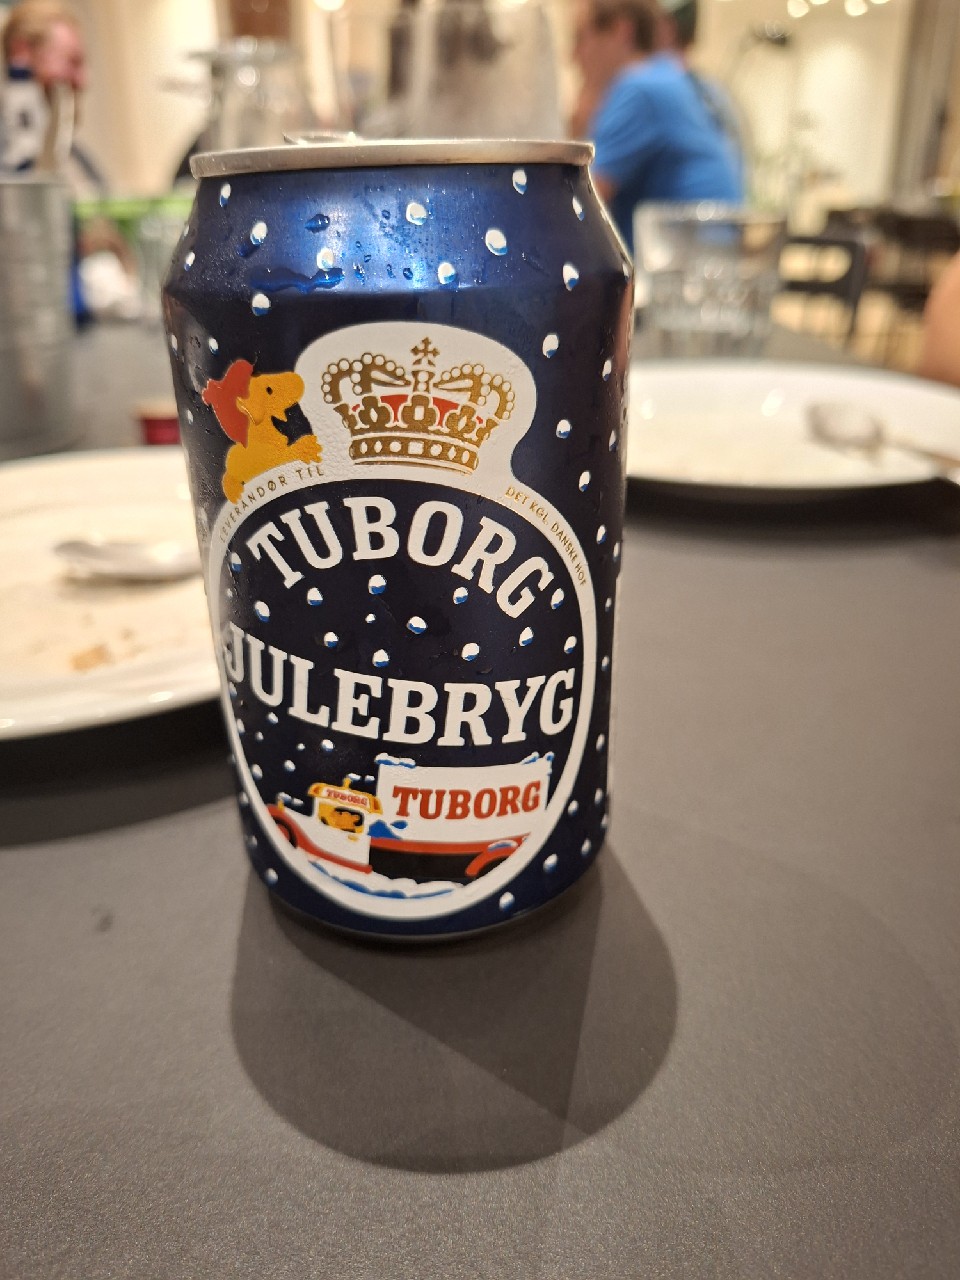 LEVERANDØR TIL
DET KGL. DANSKE HOF
TUBORG
JULEBRYG
TUBORG
TUBORG